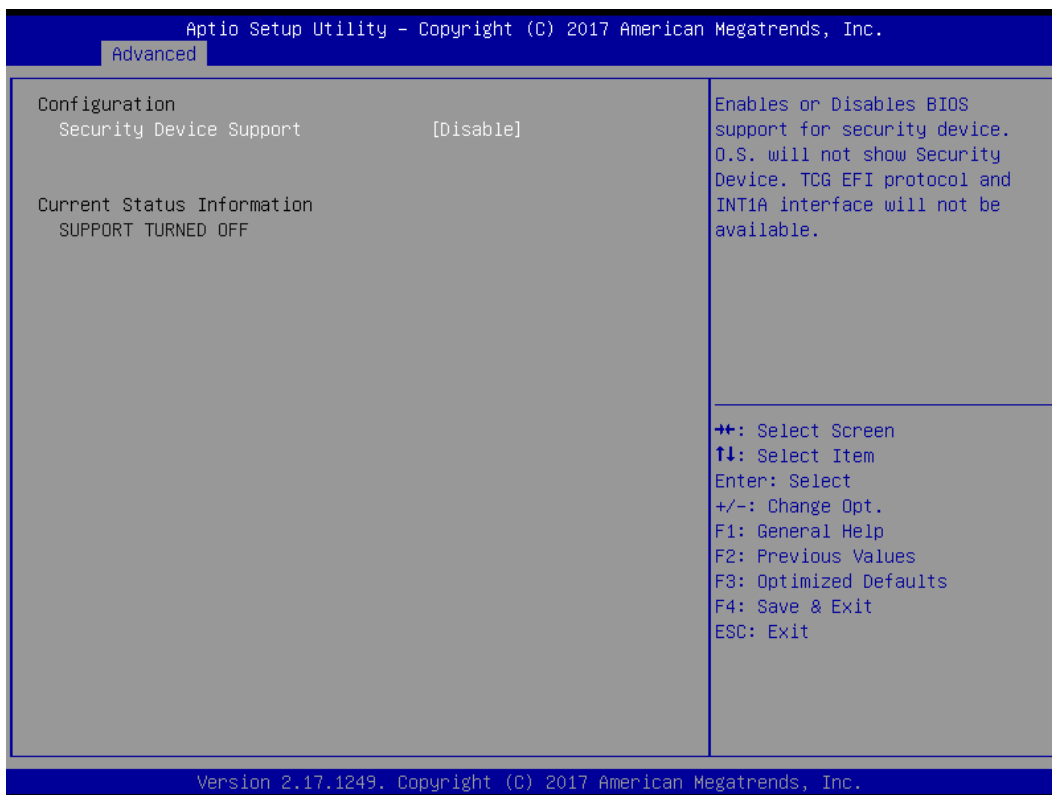 Aptio Setup Utility – Copyright (C) 2017 American Megatrends, Inc.
Advanced
Configuration
Security Device Support [Disable]
Current Status Information
SUPPORT TURNED OFF
Enables or Disables BIOS
support for security device.
O.S. will not show Security
Device. TCG EFI protocol and
INT1A interface will not be
available.
→←: Select Screen
↑↓: Select Item
Enter: Select
+/-: Change Opt.
F1: General Help
F2: Previous Values
F3: Optimized Defaults
F4: Save & Exit
ESC: Exit
Version 2.17.1249. Copyright (C) 2017 American Megatrends, Inc.